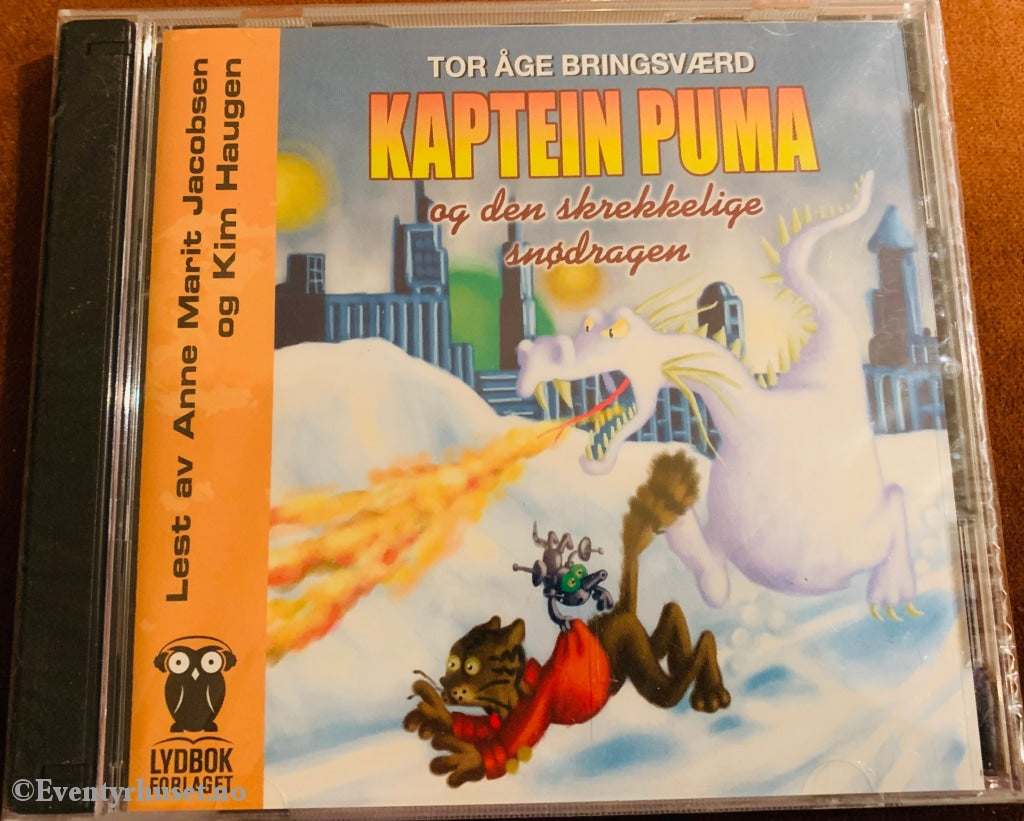 TOR ÅGE BRINGSVÆRD
KAPTEIN PUMA
og den skrekkelige
snødragen
Lest av Anne Marit Jacobsen
og Kim Haugen
LYDBOK
FORLAGET
©Eventyrhuset.no